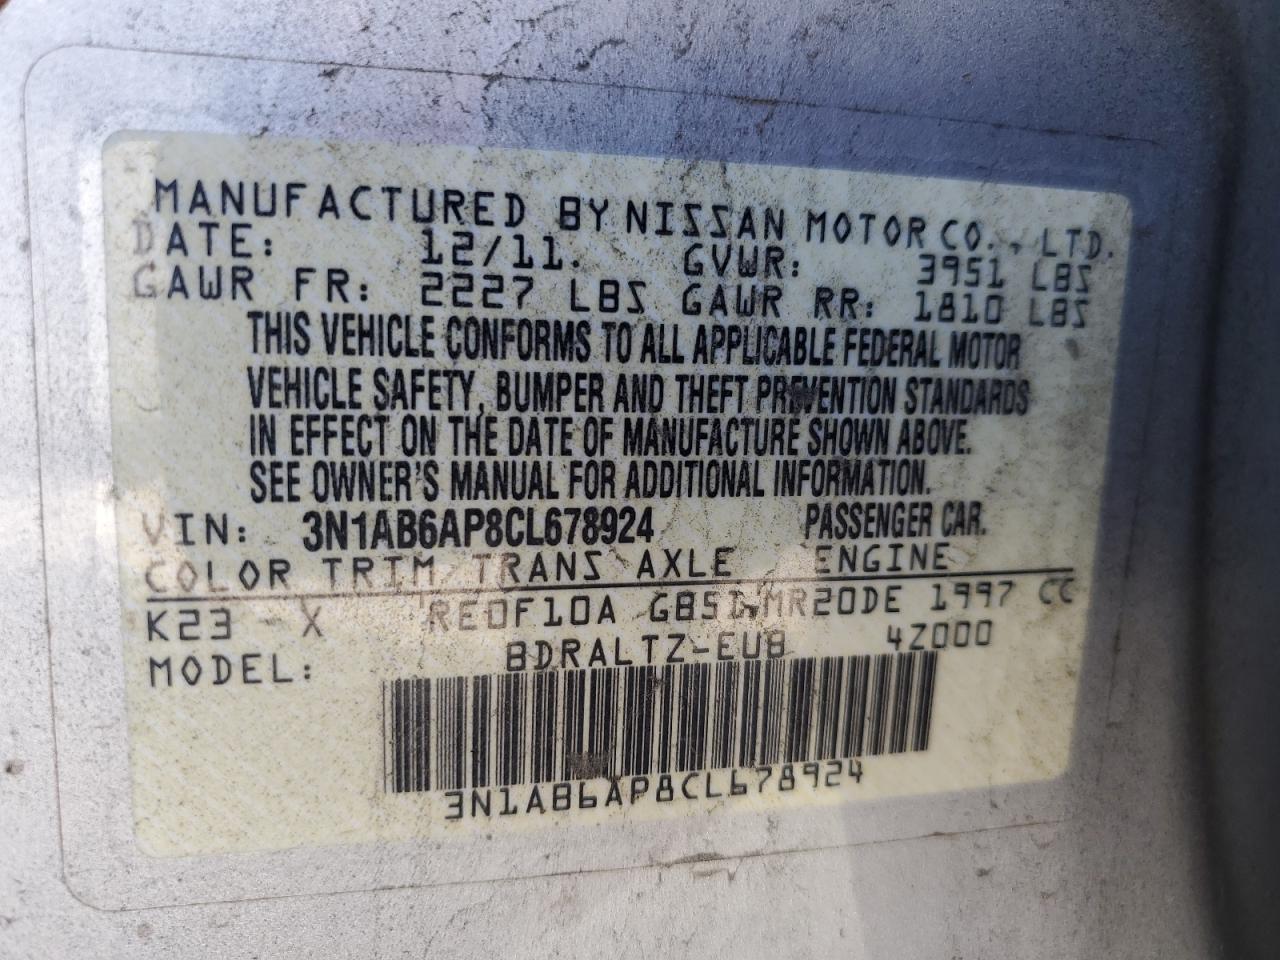 MANUFACTURED BY NISSAN MOTOR CO., LTD.
DATE: 12/11. GVWR: 3951 LBS
GAWR FR: 2227 LBS GAWR RR: 1810 LBS
THIS VEHICLE CONFORMS TO ALL APPLICABLE FEDERAL MOTOR
VEHICLE SAFETY, BUMPER AND THEFT PREVENTION STANDARDS
IN EFFECT ON THE DATE OF MANUFACTURE SHOWN ABOVE.
SEE OWNER'S MANUAL FOR ADDITIONAL INFORMATION.
VIN: 3N1AB6AP8CL678924 PASSENGER CAR.
COLOR TRIM TRANS AXLE ENGINE
K23 X RE0F10A MR20DE 1997 CC
MODEL: BDRALTZ-EUB 4Z000
3N1AB6AP8CL678924